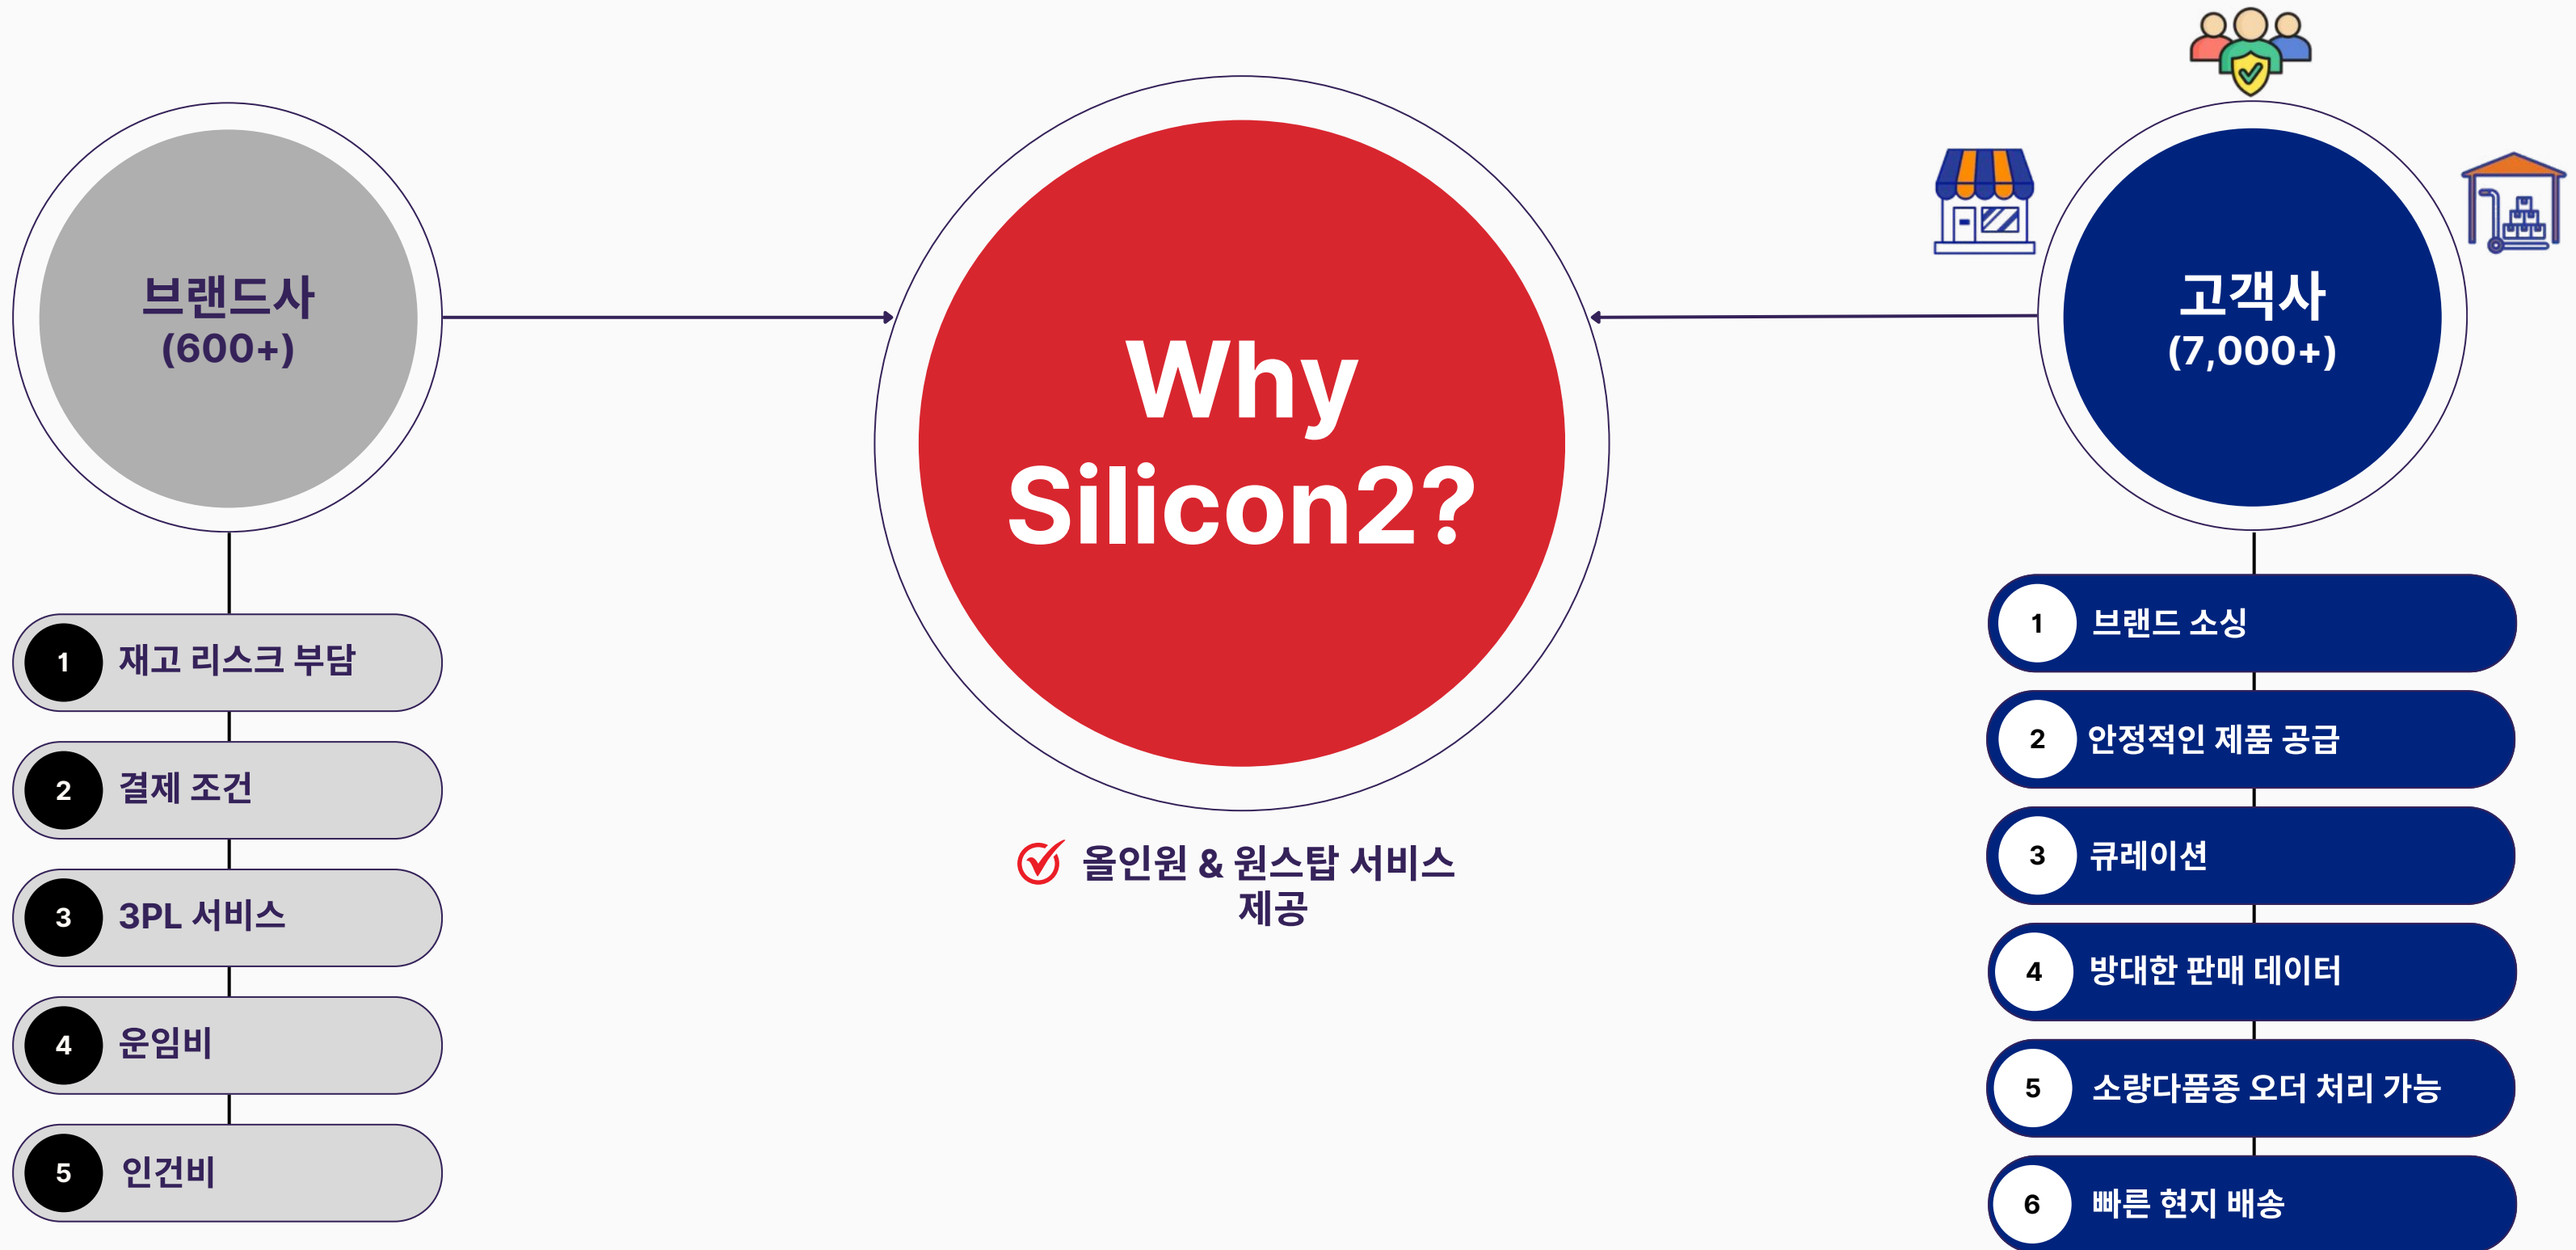 브랜드사
(600+)
1 재고 리스크 부담
2 결제 조건
3 3PL 서비스
4 운임비
5 인건비
Why
Silicon2?
올인원 & 원스탑 서비스
제공
고객사
(7,000+)
1 브랜드 소싱
2 안정적인 제품 공급
3 큐레이션
4 방대한 판매 데이터
5 소량다품종 오더 처리 가능
6 빠른 현지 배송